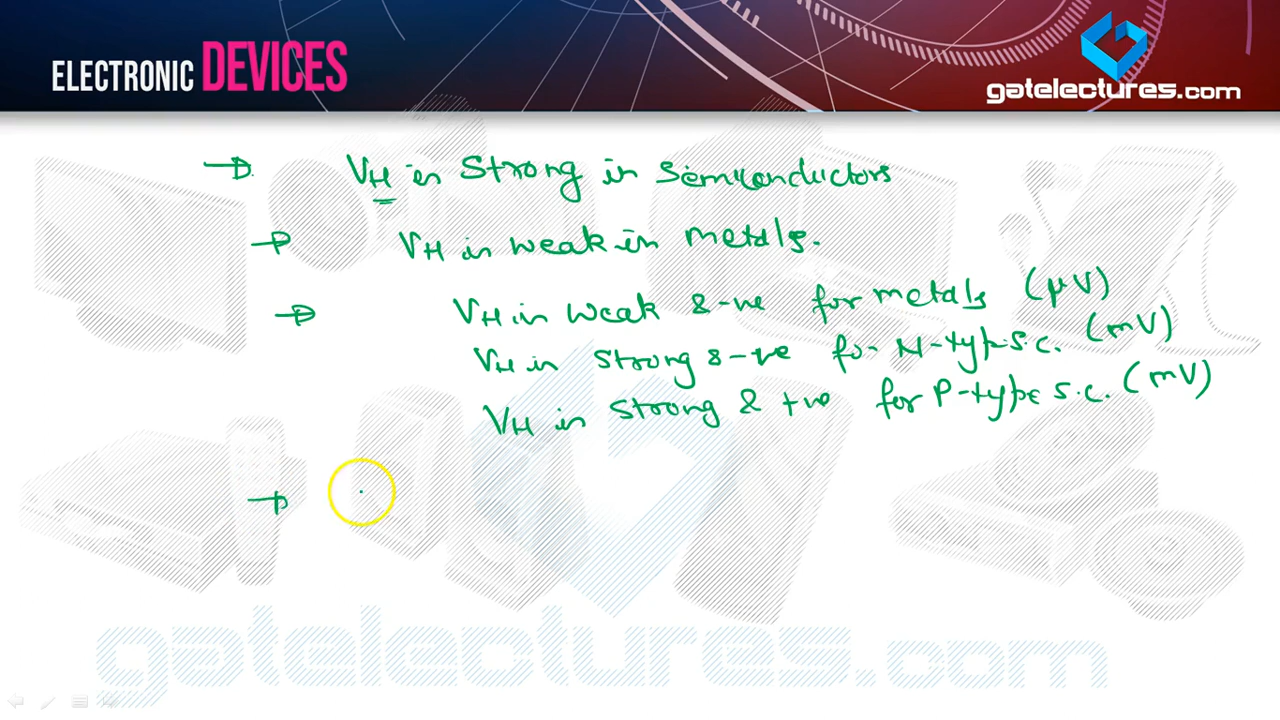 ELECTRONIC DEVICES
gatelectures.com
→ VH is Strong in Semiconductors
→ VH is weak in metals.
→ VH is weak & -ve for metals (μV)
VH is strong & -ve for N-type s.c. (mV)
VH is strong & +ve for P-type s.c. (mV)
→
gatelectures.com